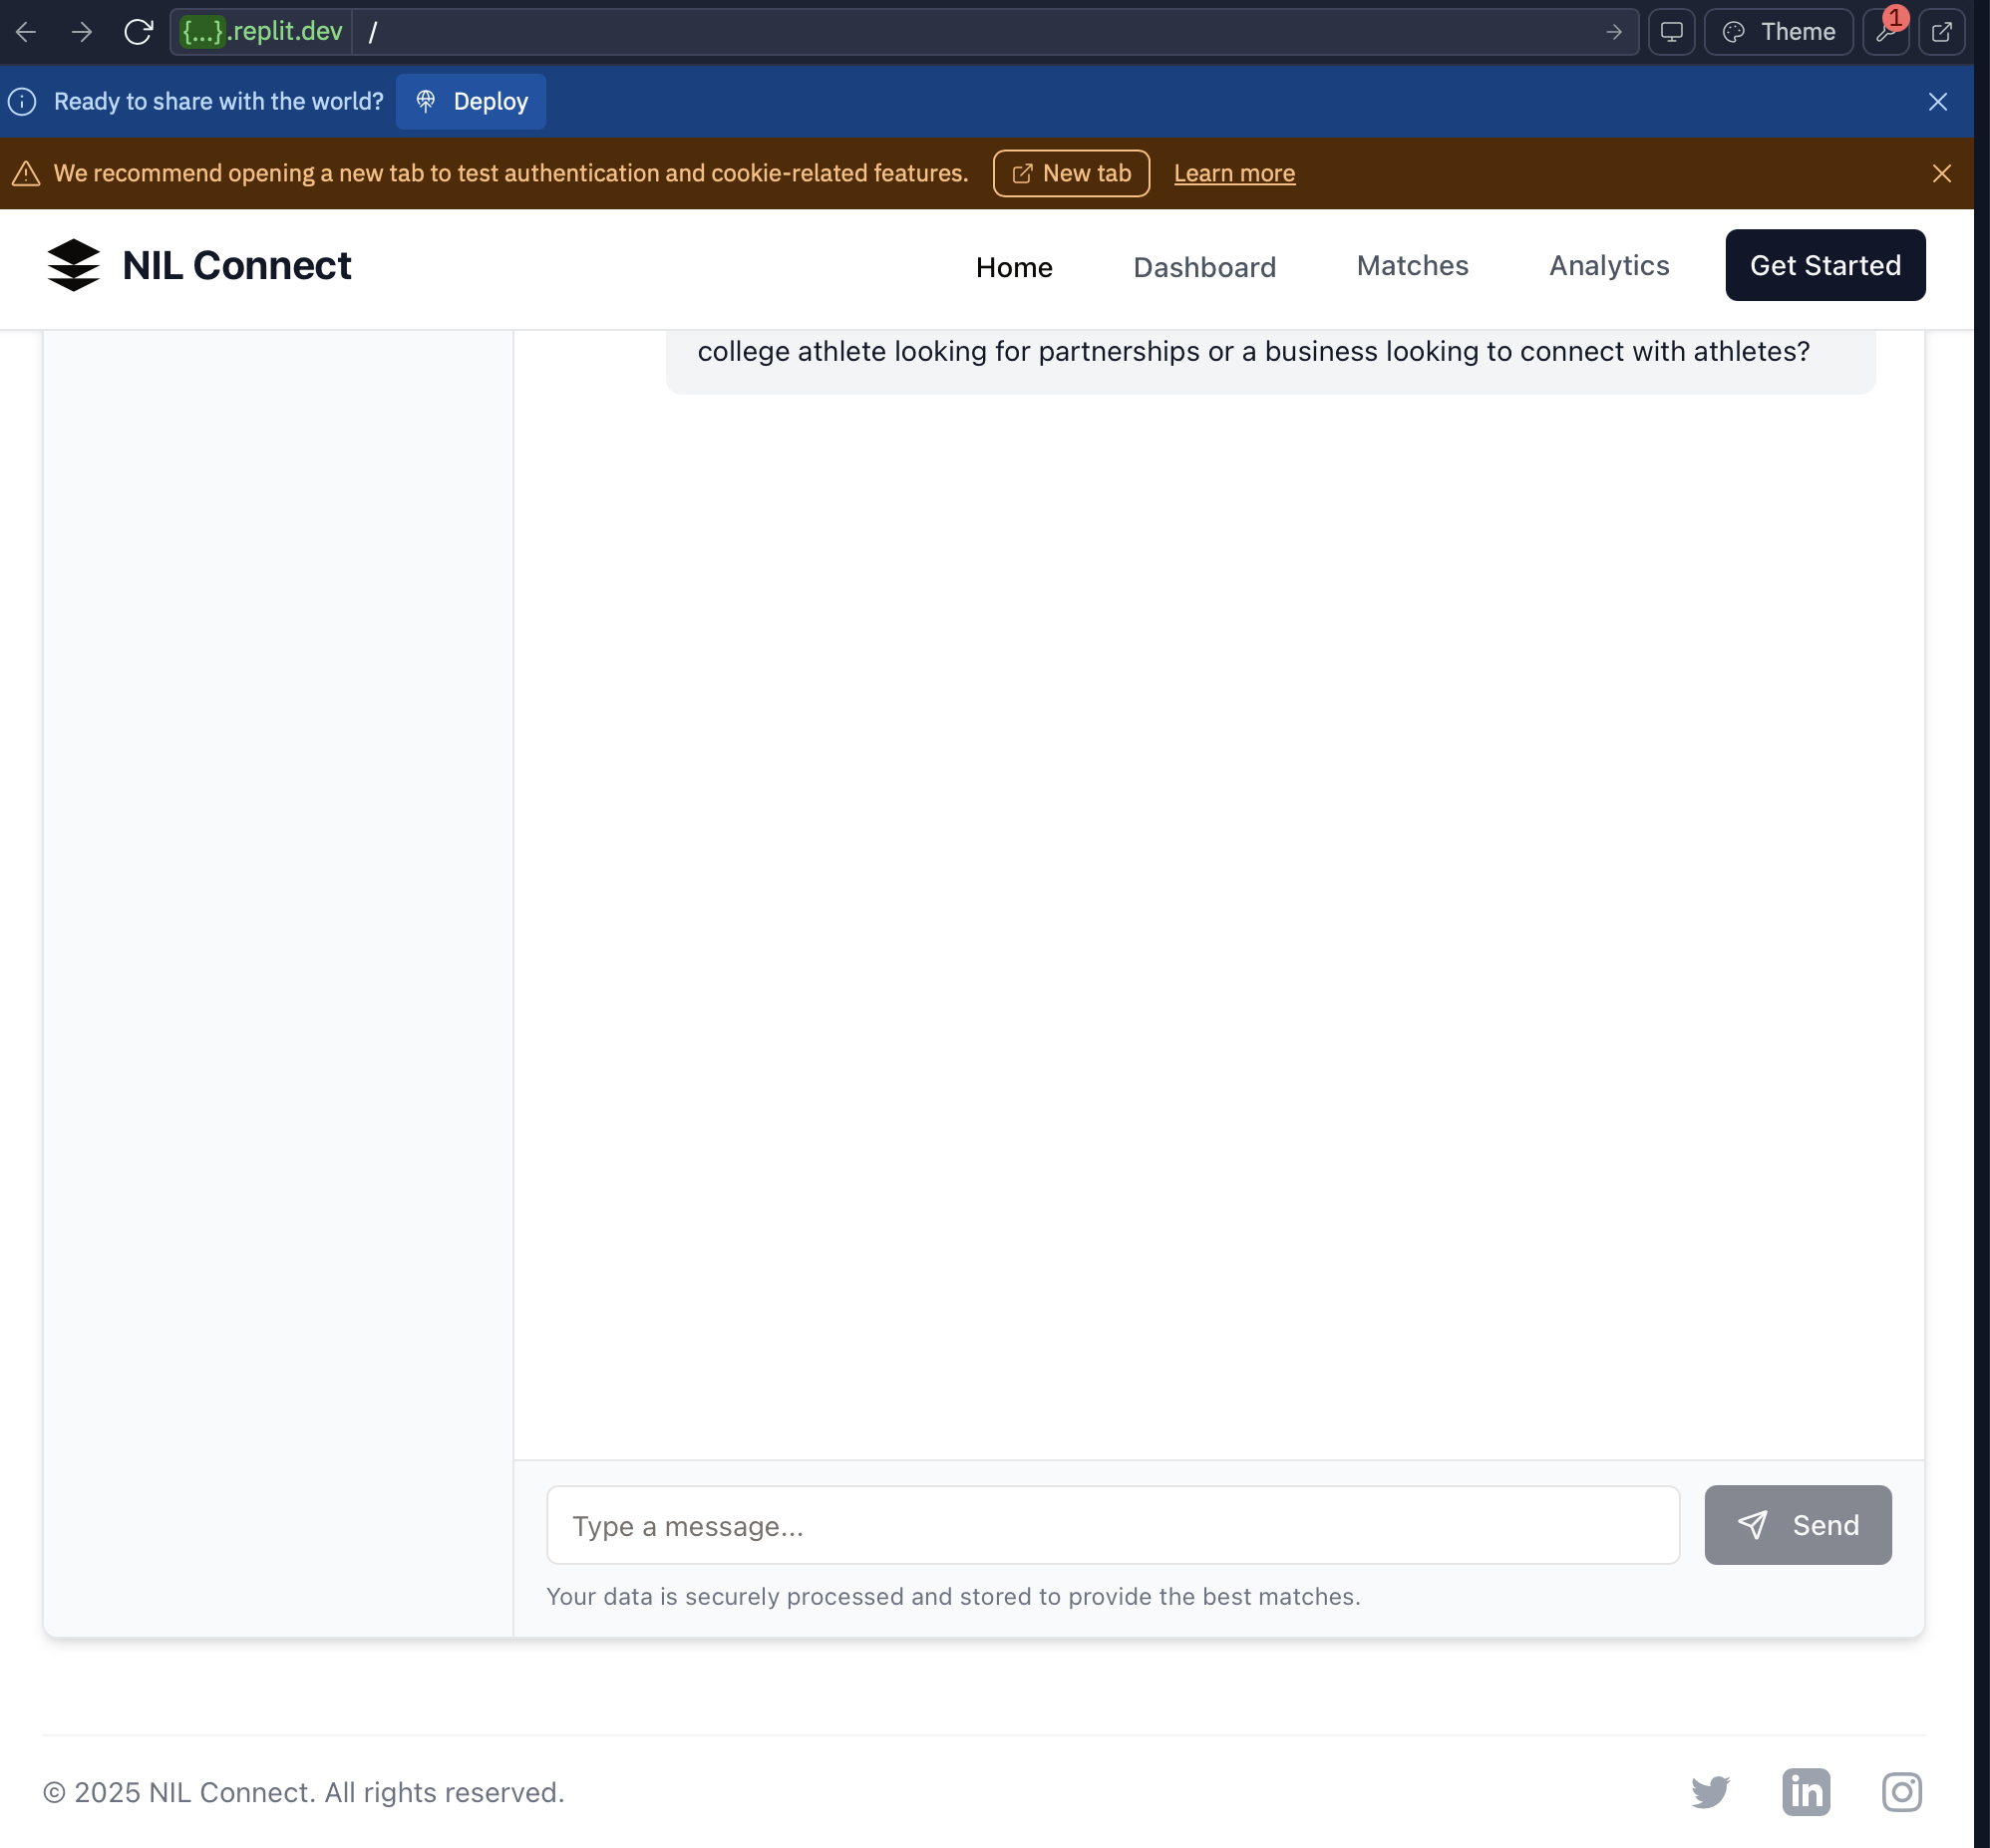 {...}.replit.dev /
Theme
1
Ready to share with the world? Deploy
We recommend opening a new tab to test authentication and cookie-related features. New tab Learn more
NIL Connect Home Dashboard Matches Analytics Get Started
college athlete looking for partnerships or a business looking to connect with athletes?
Type a message...
Send
Your data is securely processed and stored to provide the best matches.
© 2025 NIL Connect. All rights reserved.
in